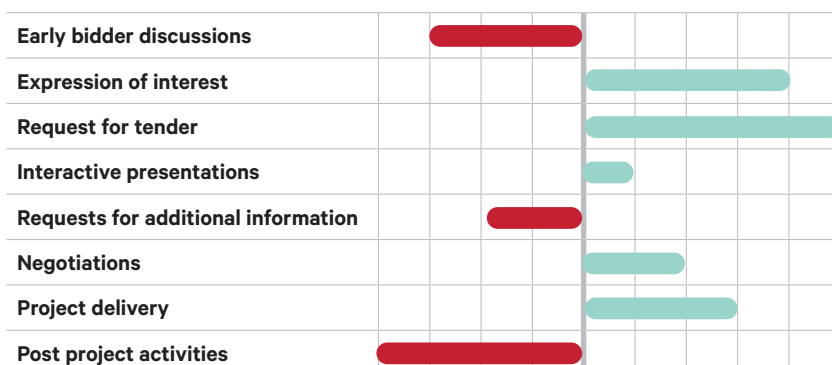 Early bidder discussions
Expression of interest
Request for tender
Interactive presentations
Requests for additional information
Negotiations
Project delivery
Post project activities